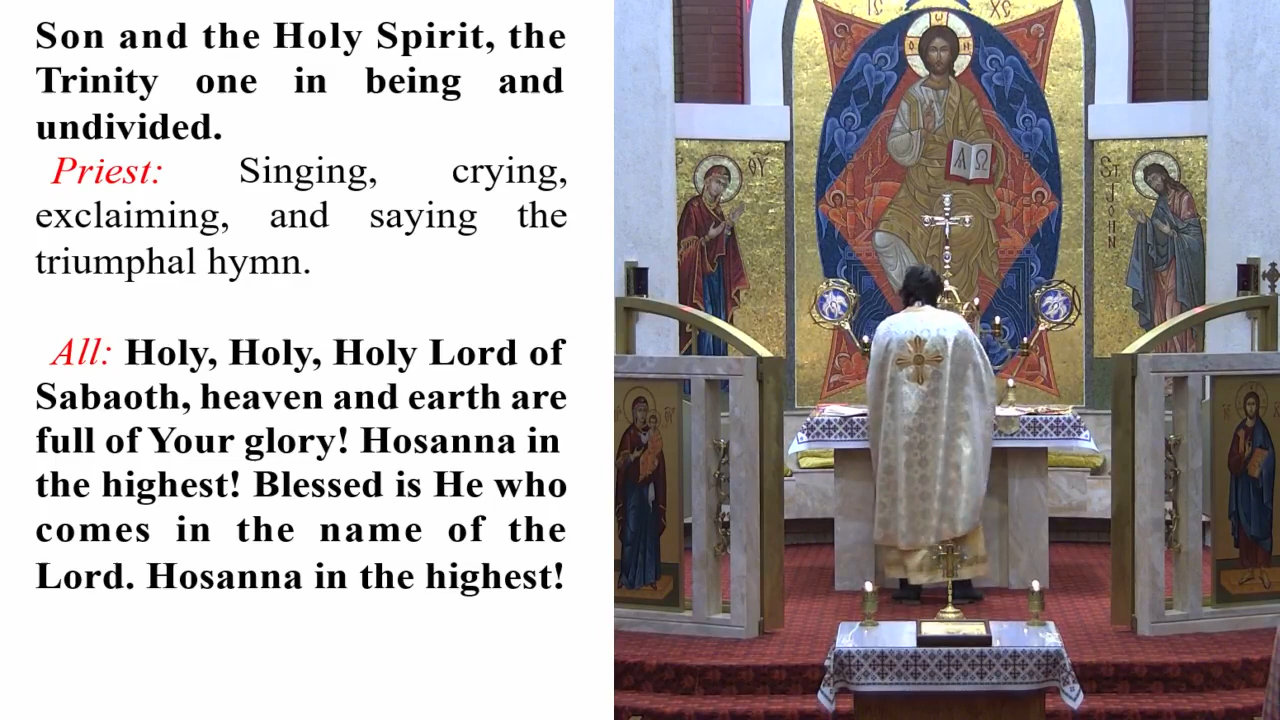 Son and the Holy Spirit, the
Trinity one in being and
undivided.
Priest: Singing, crying,
exclaiming, and saying the
triumphal hymn.
All: Holy, Holy, Holy Lord of
Sabaoth, heaven and earth are
full of Your glory! Hosanna in
the highest! Blessed is He who
comes in the name of the
Lord. Hosanna in the highest!
IC XC
Α Ω
ΘΥ
ST JOHN